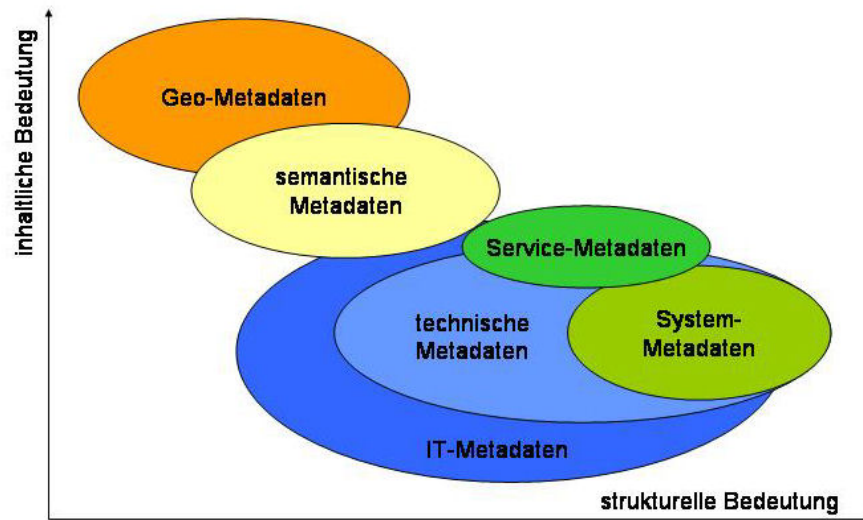 inhaltliche Bedeutung
Geo-Metadaten
semantische
Metadaten
Service-Metadaten
technische
Metadaten
System-
Metadaten
IT-Metadaten
strukturelle Bedeutung